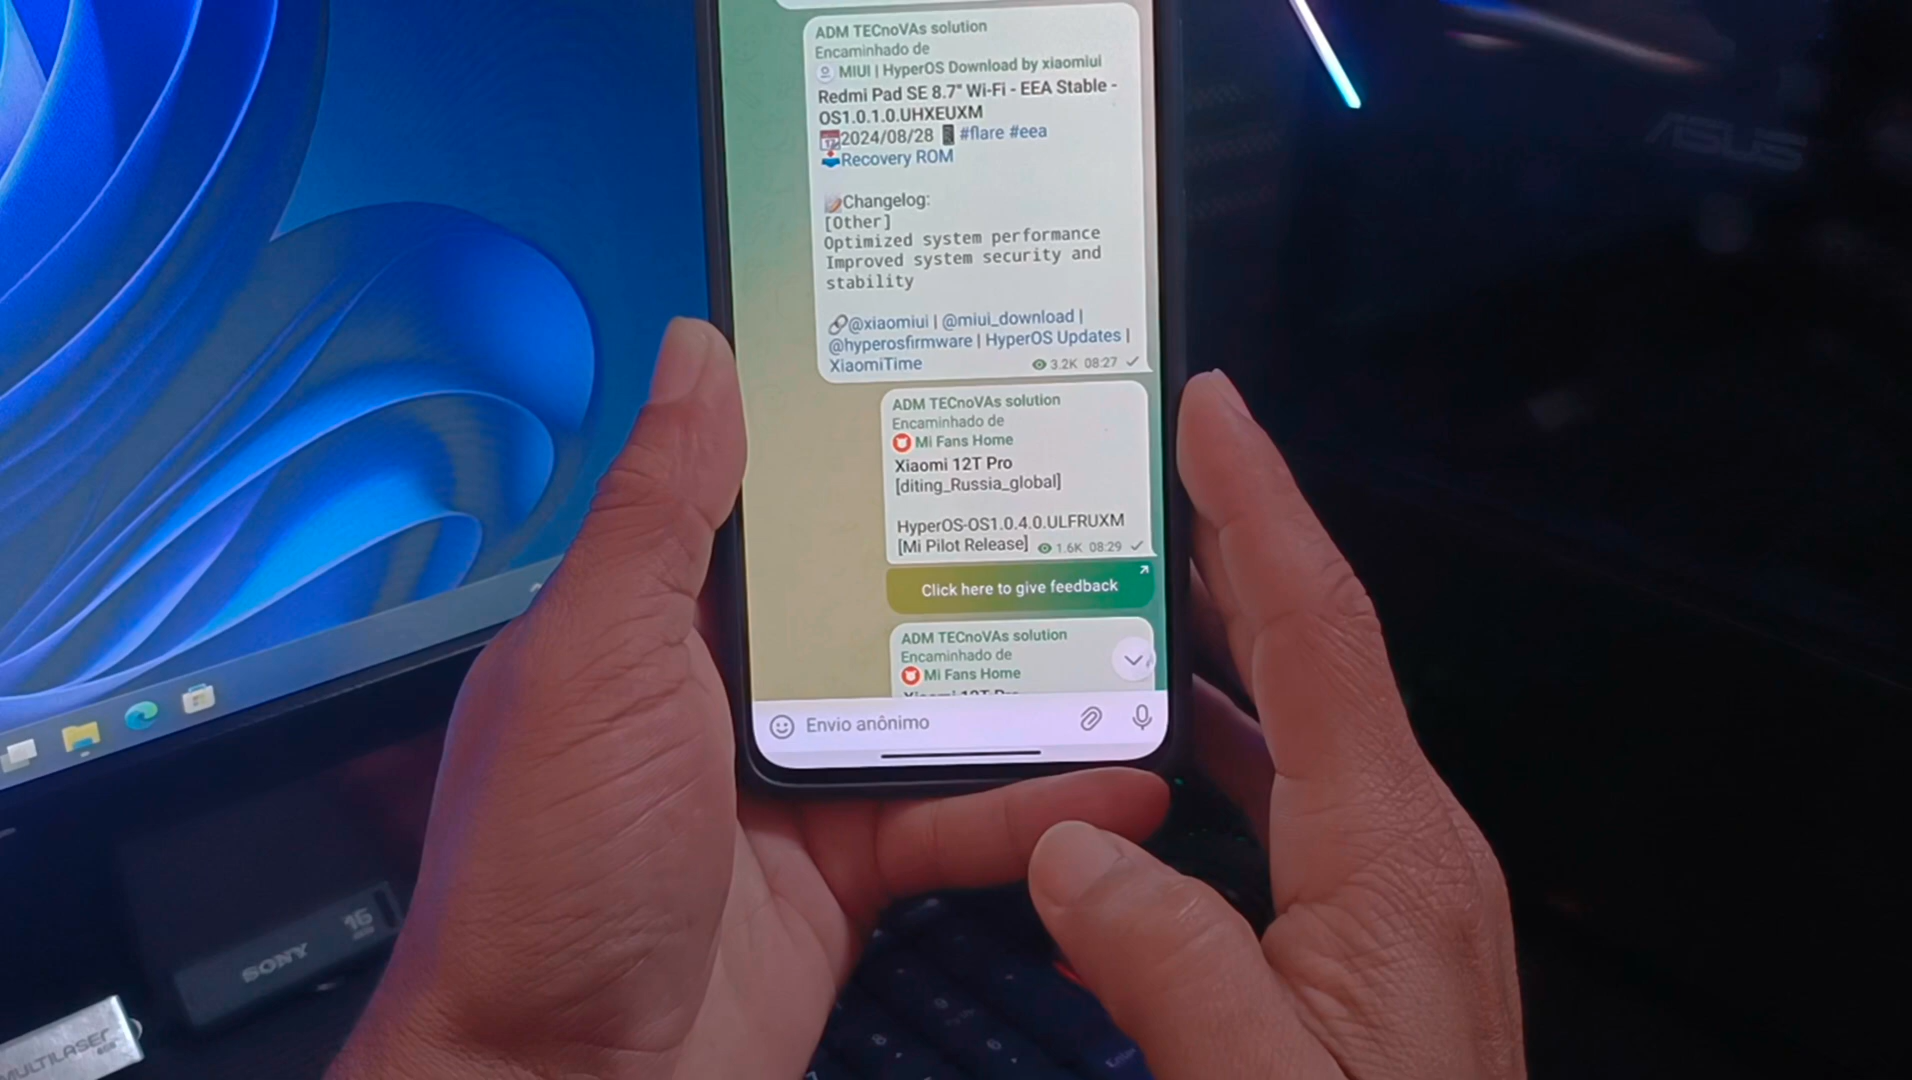 ADM TECnoVAs solution
Encaminhado de
MIUI | HyperOS Download by xiaomiui
Redmi Pad SE 8.7" Wi-Fi - EEA Stable -
OS1.0.1.0.UHXEUXM
2024/08/28 #flare #eea
Recovery ROM
Changelog:
[Other]
Optimized system performance
Improved system security and
stability
@xiaomiui | @miui_download |
@hyperosfirmware | HyperOS Updates |
XiaomiTime
3.2K 08:27
ADM TECnoVAs solution
Encaminhado de
Mi Fans Home
Xiaomi 12T Pro
[diting_Russia_global]
HyperOS-OS1.0.4.0.ULFRUXM
[Mi Pilot Release] 1.6K 08:29
Click here to give feedback
ADM TECnoVAs solution
Encaminhado de
Mi Fans Home
Envio anônimo
ASUS
SONY
16
MULTILASER
8
6